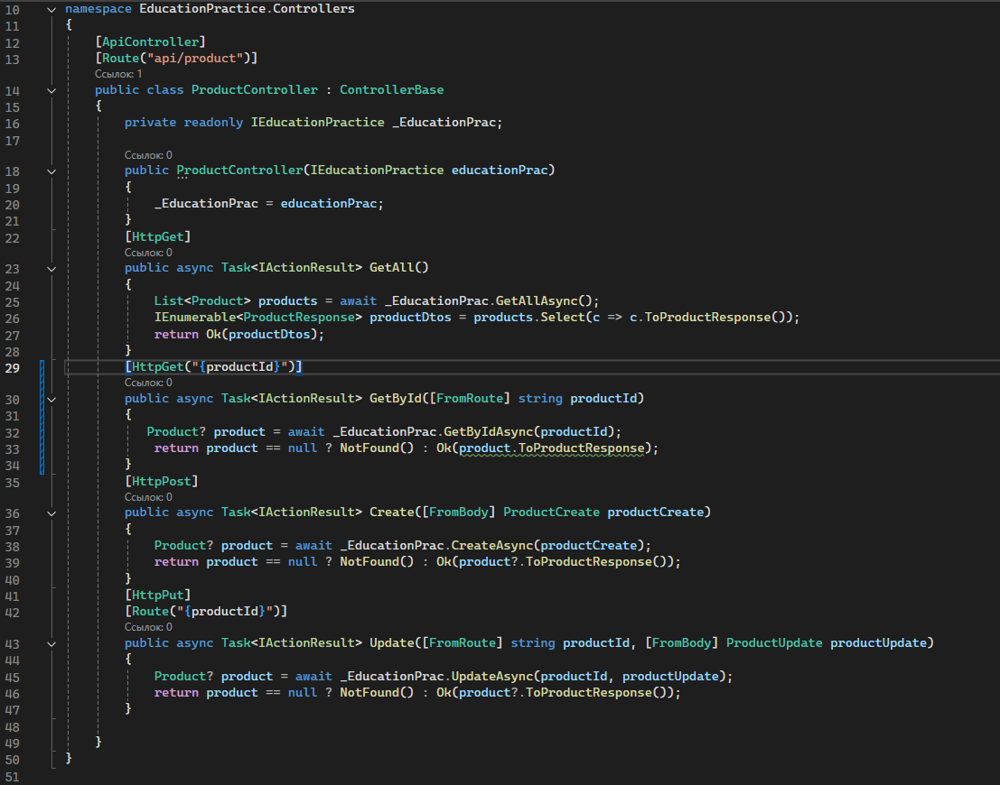 10 namespace EducationPractice.Controllers
11 {
12 [ApiController]
13 [Route("api/product")]
Ссылок: 1
14 public class ProductController : ControllerBase
15 {
16 private readonly IEducationPractice _EducationPrac;
17
Ссылок: 0
18 public ProductController(IEducationPractice educationPrac)
19 {
20 _EducationPrac = educationPrac;
21 }
22 [HttpGet]
Ссылок: 0
23 public async Task<IActionResult> GetAll()
24 {
25 List<Product> products = await _EducationPrac.GetAllAsync();
26 IEnumerable<ProductResponse> productDtos = products.Select(c => c.ToProductResponse());
27 return Ok(productDtos);
28 }
29 [HttpGet("{productId}")]
Ссылок: 0
30 public async Task<IActionResult> GetById([FromRoute] string productId)
31 {
32 Product? product = await _EducationPrac.GetByIdAsync(productId);
33 return product == null ? NotFound() : Ok(product.ToProductResponse);
34 }
35 [HttpPost]
Ссылок: 0
36 public async Task<IActionResult> Create([FromBody] ProductCreate productCreate)
37 {
38 Product? product = await _EducationPrac.CreateAsync(productCreate);
39 return product == null ? NotFound() : Ok(product?.ToProductResponse());
40 }
41 [HttpPut]
42 [Route("{productId}")]
Ссылок: 0
43 public async Task<IActionResult> Update([FromRoute] string productId, [FromBody] ProductUpdate productUpdate)
44 {
45 Product? product = await _EducationPrac.UpdateAsync(productId, productUpdate);
46 return product == null ? NotFound() : Ok(product?.ToProductResponse());
47 }
48
49 }
50 }
51